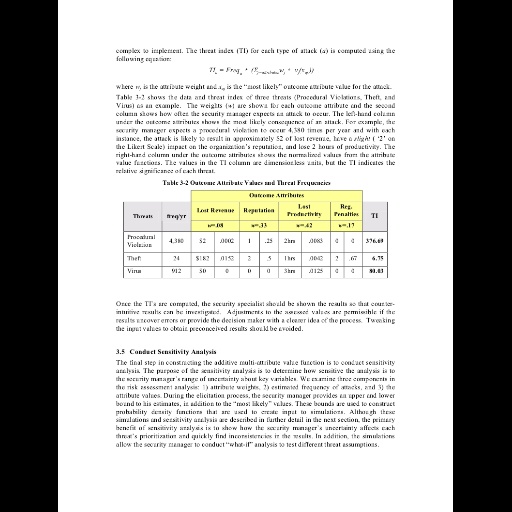 complex to implement. The threat index (TI) for each type of attack (a) is computed using the
following equation:
where wⱼ is the attribute weight and xₐⱼ is the “most likely” outcome attribute value for the attack.
Table 3-2 shows the data and threat index of three threats (Procedural Violations, Theft, and
Virus) as an example. The weights (w) are shown for each outcome attribute and the second
column shows how often the security manager expects an attack to occur. The left-hand column
under the outcome attributes shows the most likely consequence of an attack. For example, the
security manager expects a procedural violation to occur 4,380 times per year and with each
instance, the attack is likely to result in approximately $2 of lost revenue, have a slight ( ‘2’ on
the Likert Scale) impact on the organization’s reputation, and lose 2 hours of productivity. The
right-hand column under the outcome attributes shows the normalized values from the attribute
value functions. The values in the TI column are dimensionless units, but the TI indicates the
relative significance of each threat.
Table 3-2 Outcome Attribute Values and Threat Frequencies
Outcome Attributes
Threats freq/yr Lost Revenue Reputation Lost Productivity Reg. Penalties TI
w=.08 w=.33 w=.42 w=.17
Procedural Violation 4,380 $2 .0002 1 .25 2hrs .0083 0 0 376.69
Theft 24 $182 .0152 2 .5 1hrs .0042 2 .67 6.75
Virus 912 $0 0 0 0 3hrs .0125 0 0 80.03
Once the TI’s are computed, the security specialist should be shown the results so that counter-
intuitive results can be investigated. Adjustments to the assessed values are permissible if the
results uncover errors or provide the decision maker with a clearer idea of the process. Tweaking
the input values to obtain preconceived results should be avoided.
3.5 Conduct Sensitivity Analysis
The final step in constructing the additive multi-attribute value function is to conduct sensitivity
analysis. The purpose of the sensitivity analysis is to determine how sensitive the analysis is to
the security manager’s range of uncertainty about key variables. We examine three components in
the risk assessment analysis: 1) attribute weights, 2) estimated frequency of attacks, and 3) the
attribute values. During the elicitation process, the security manager provides an upper and lower
bound to his estimates, in addition to the “most likely” values. These bounds are used to construct
probability density functions that are used to create input to simulations. Although these
simulations and sensitivity analysis are described in further detail in the next section, the primary
benefit of sensitivity analysis is to show how the security manager’s uncertainty affects each
threat’s prioritization and quickly find inconsistencies in the results. In addition, the simulations
allow the security manager to conduct “what-if” analysis to test different threat assumptions.